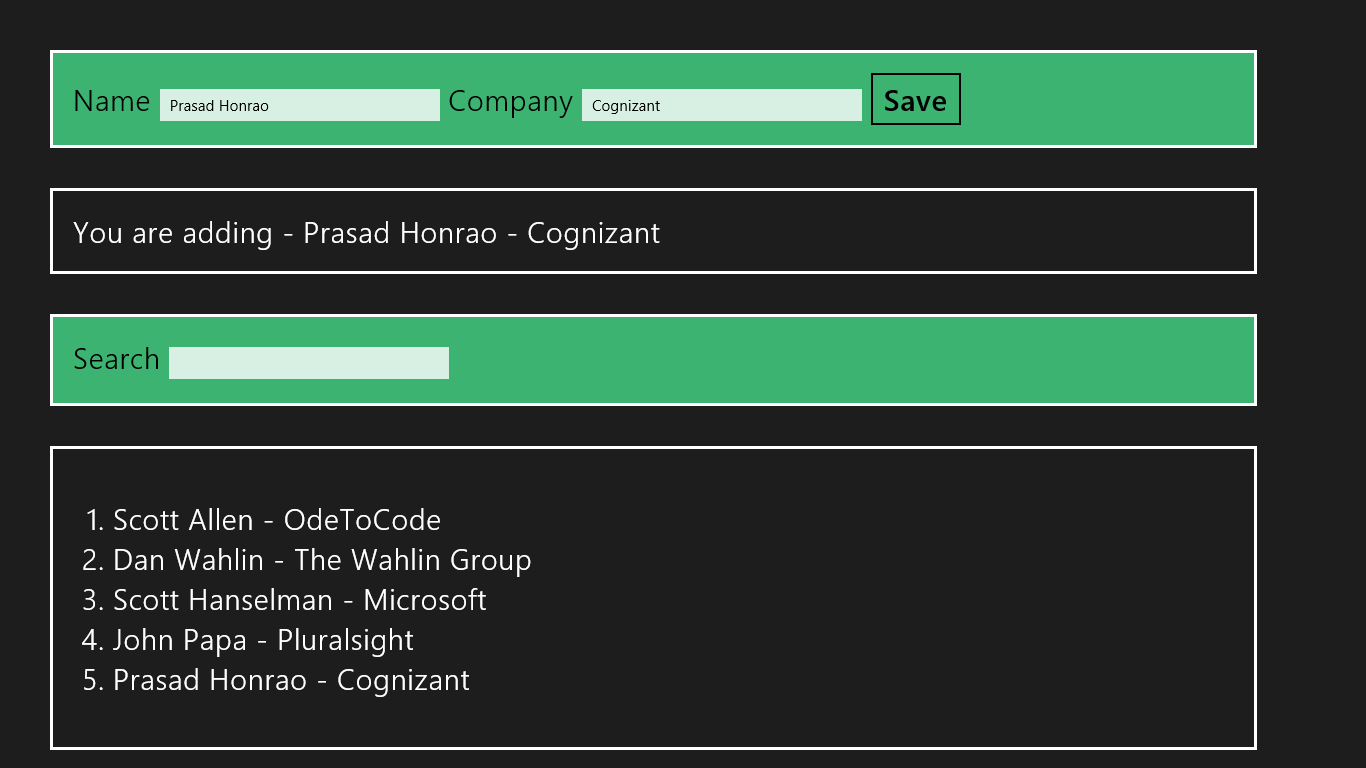 Name Prasad Honrao Company Cognizant Save
You are adding - Prasad Honrao - Cognizant
Search
1. Scott Allen - OdeToCode
2. Dan Wahlin - The Wahlin Group
3. Scott Hanselman - Microsoft
4. John Papa - Pluralsight
5. Prasad Honrao - Cognizant